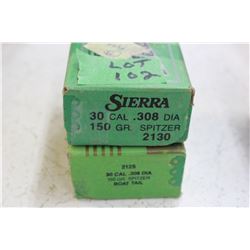 LOT
102
SIERRA
30 CAL .308 DIA
150 GR. SPITZER
2130
2125
30 CAL .308 DIA
150 GR. SPITZER
BOAT TAIL